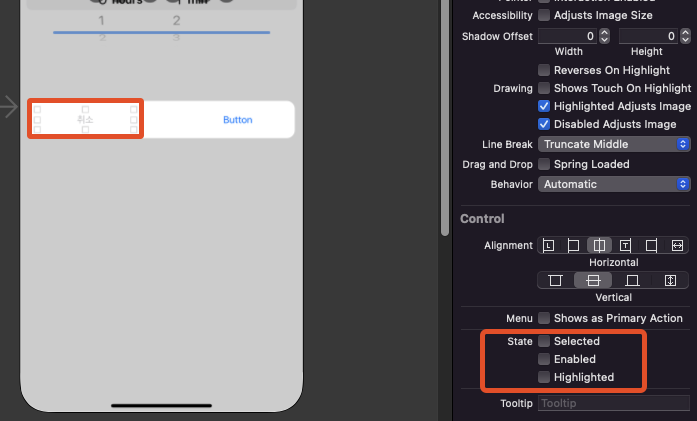 Hours
Min
Interaction Enabled
1 2
2 3
취소
Button
Accessibility Adjusts Image Size
Shadow Offset 0 0
Width Height
Reverses On Highlight
Drawing Shows Touch On Highlight
Highlighted Adjusts Image
Disabled Adjusts Image
Line Break Truncate Middle
Drag and Drop Spring Loaded
Behavior Automatic
Control
Alignment L T
Horizontal
Vertical
Menu Shows as Primary Action
State Selected
Enabled
Highlighted
Tooltip Tooltip